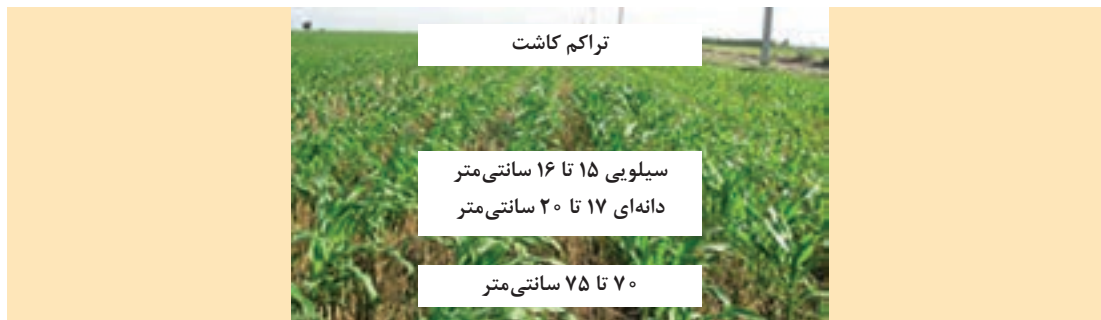 تراکم کاشت
سیلویی ۱۵ تا ۱۶ سانتی‌متر
دانه‌ای ۱۷ تا ۲۰ سانتی‌متر
۷۰ تا ۷۵ سانتی‌متر